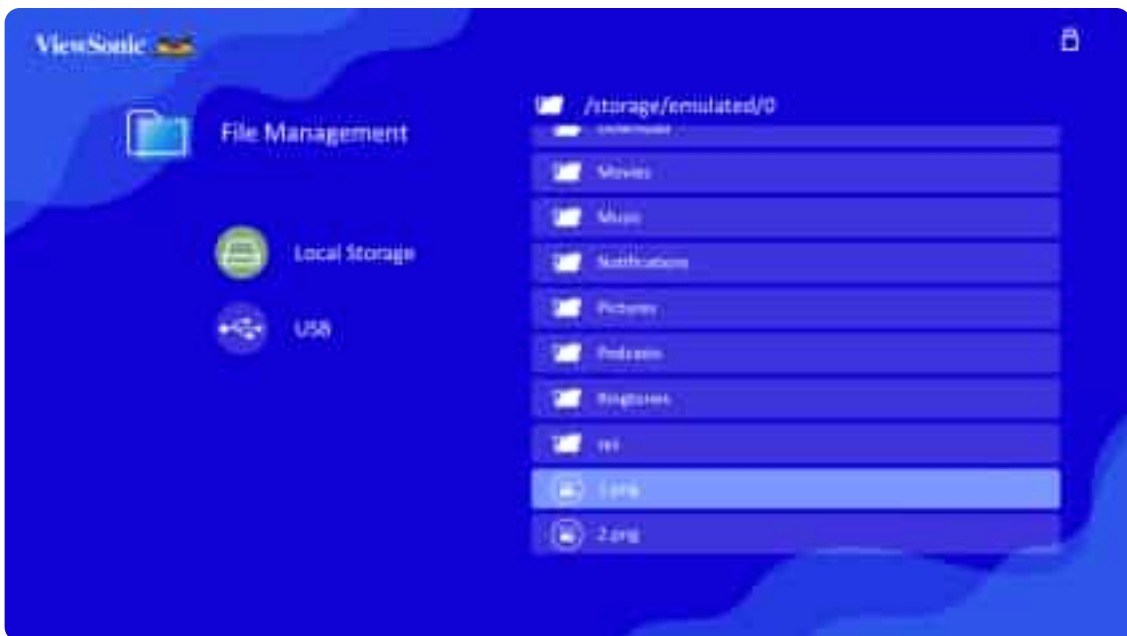 ViewSonic
File Management
Local Storage
USB
/storage/emulated/0
Download
Movies
Music
Notifications
Pictures
Podcasts
Ringtones
1.png
2.png